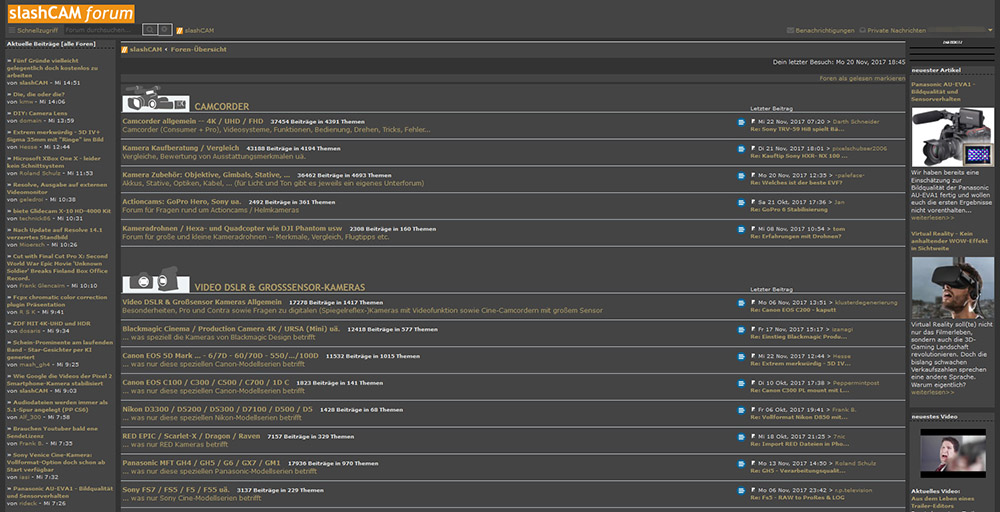 slashCAM forum
Schnellzugriff
Foren durchsuchen...
slashCAM
Benachrichtigungen
Private Nachrichten
Aktuelle Beiträge [alle Foren]
» Fünf Gründe vielleicht
gelegentlich doch kostenlos zu
arbeiten
von slashCAM - Mi 14:51
» Die, die oder die?
von klmw - Mi 14:06
» DIY: Camera Lens
von domain - Mi 13:59
» Extrem merkwürdig - 5D IV+
Sigma 35mm mit "Ringe" im Bild
von Hesse - Mi 12:44
» Microsoft XBox One X - leider
kein Schnittsystem
von Roland Schulz - Mi 11:53
» Resolve, Ausgabe auf externen
Videomonitor
von geledroi - Mi 10:38
» biete Glidecam X-10 HD-4000 Kit
von technick86 - Mi 10:31
» Nach Update auf Resolve 14.1
verzerrtes Standbild
von Mloersch - Mi 10:26
» Cut with Final Cut Pro X: Second
World War Epic Movie 'Unknown
Soldier' Breaks Finland Box Office
Record.
von Frank Glencairn - Mi 10:10
» Fcpx chromatic color correction
plugin Präsentation
von R S K - Mi 9:41
» ZDF MIT 4K-UHD und HDR
von dosaris - Mi 9:34
» Schein-Prominente am laufenden
Band - Star-Gesichter per KI
generiert
von mash_gh4 - Mi 9:25
» Wie Google die Videos der Pixel 2
Smartphone-Kamera stabilisiert
von slashCAM - Mi 9:03
» Audiodateien werden immer als
5.1-Spur angelegt (PP CS6)
von Alf_300 - Mi 7:58
» Brauchen Youtuber bald ene
SendeLizenz
von Frank B. - Mi 7:35
» Sony Venice Cine-Kamera:
Vollformat-Option doch schon ab
Start verfügbar
von iasi - Mi 7:32
» Panasonic AU-EVA1 - Bildqualität
und Sensorverhalten
von rideck - Mi 7:26
slashCAM ‹ Foren-Übersicht
Dein letzter Besuch: Mo 20 Nov, 2017 18:45
Foren als gelesen markieren
CAMCORDER
Letzter Beitrag
Camcorder allgemein -- 4K / UHD / FHD 37454 Beiträge in 4391 Themen
Camcorder (Consumer + Pro), Videosysteme, Funktionen, Bedienung, Drehen, Tricks, Fehler...
Mi 22 Nov, 2017 07:20 > Darth Schneider
Re: Sony TRV-59 Hi8 spielt Bä...
Kamera Kaufberatung / Vergleich 43188 Beiträge in 4194 Themen
Vergleiche, Bewertung von Ausstattungsmerkmalen uä.
Di 21 Nov, 2017 18:01 > pixelschubser2006
Re: Kauftip Sony HXR- NX 100 ...
Kamera Zubehör: Objektive, Gimbals, Stative, ... 36462 Beiträge in 4693 Themen
Akkus, Stative, Optiken, Kabel, ... (für Licht und Ton gibt es jeweils ein eigenes Unterforum)
Mo 20 Nov, 2017 12:35 > -paleface-
Re: Welches ist der beste EVF?
Actioncams: GoPro Hero, Sony ua. 2492 Beiträge in 361 Themen
Forum für Fragen rund um Actioncams / Helmkameras
Sa 21 Okt, 2017 17:36 > Jan
Re: GoPro 6 Stabilisierung
Kameradrohnen / Hexa- und Quadcopter wie DJI Phantom usw 2308 Beiträge in 160 Themen
Forum für große und kleine Kameradrohnen -- Merkmale, Vergleich, Flugtipps etc.
Mi 08 Nov, 2017 10:54 > tom
Re: Erfahrungen mit Drohnen?
VIDEO DSLR & GROSSSENSOR-KAMERAS
Letzter Beitrag
Video DSLR & Großsensor Kameras Allgemein 17278 Beiträge in 1417 Themen
Besonderheiten, Pro und Contra sowie Fragen zu digitalen (Spiegelreflex-)Kameras mit Videofunktion sowie Cine-Camcordern mit großem Sensor
Mo 06 Nov, 2017 13:51 > klusterdegenerierung
Re: Canon EOS C200 - kaputt
Blackmagic Cinema / Production Camera 4K / URSA (Mini) uä. 12418 Beiträge in 577 Themen
... was speziell die Kameras von Blackmagic Design betrifft
Fr 17 Nov, 2017 15:17 > izanagi
Re: Einstieg Blackmagic Produ...
Canon EOS 5D Mark ... - 6/7D - 60/70D - 550/.../100D 11532 Beiträge in 1015 Themen
... was nur diese speziellen Canon-Modellserien betrifft
Mi 22 Nov, 2017 12:44 > Hesse
Re: Extrem merkwürdig - 5D IV...
Canon EOS C100 / C300 / C500 / C700 / 1D C 1823 Beiträge in 141 Themen
... was nur diese speziellen Canon-Modellserien betrifft
Di 10 Okt, 2017 17:38 > Peppermintpost
Re: Canon C300 PL mount mit L...
Nikon D3300 / D5200 / D5300 / D7100 / D500 / D5 1428 Beiträge in 68 Themen
... was nur diese speziellen Nikon-Modellserien betrifft
Fr 06 Okt, 2017 19:41 > Frank B.
Re: Vollformat Nikon D850 mit...
RED EPIC / Scarlet-X / Dragon / Raven 7157 Beiträge in 329 Themen
... was nur RED Kameras betrifft
Mi 18 Okt, 2017 21:25 > 7nic
Re: Import RED Dateien in Pho...
Panasonic MFT GH4 / GH5 / G6 / GX7 / GM1 17938 Beiträge in 970 Themen
... was nur diese speziellen Panasonic-Modellserien betrifft
Mo 13 Nov, 2017 14:50 > Roland Schulz
Re: GH5 - Verarbeitungsqualit...
Sony FS7 / FS5 / F5 / F55 uä. 3137 Beiträge in 229 Themen
... was nur Sony Cine-Modellserien betrifft
Mo 06 Nov, 2017 23:42 > n.p.television
Re: Fs5 - RAW to ProRes & LOG
neuester Artikel
Panasonic AU-EVA1 -
Bildqualität und
Sensorverhalten
Wir haben bereits eine
Einschätzung zur
Bildqualität der Panasonic
AU-EVA1 fertig und wollen
euch die ersten Ergebnisse
nicht vorenthalten...
weiterlesen>>
Virtual Reality - Kein
anhaltender WOW-Effekt
in Sichtweite
Virtual Reality soll(te) nicht
nur das Filmerleben,
sondern auch die 3D-
Gaming Landschaft
revolutionieren. Doch die
bislang schwachen
Verkaufszahlen sprechen
eine andere Sprache.
Warum eigentlich?
weiterlesen>>
neuestes Video
Aktuelles Video:
Aus dem Leben eines
Trailer-Editors